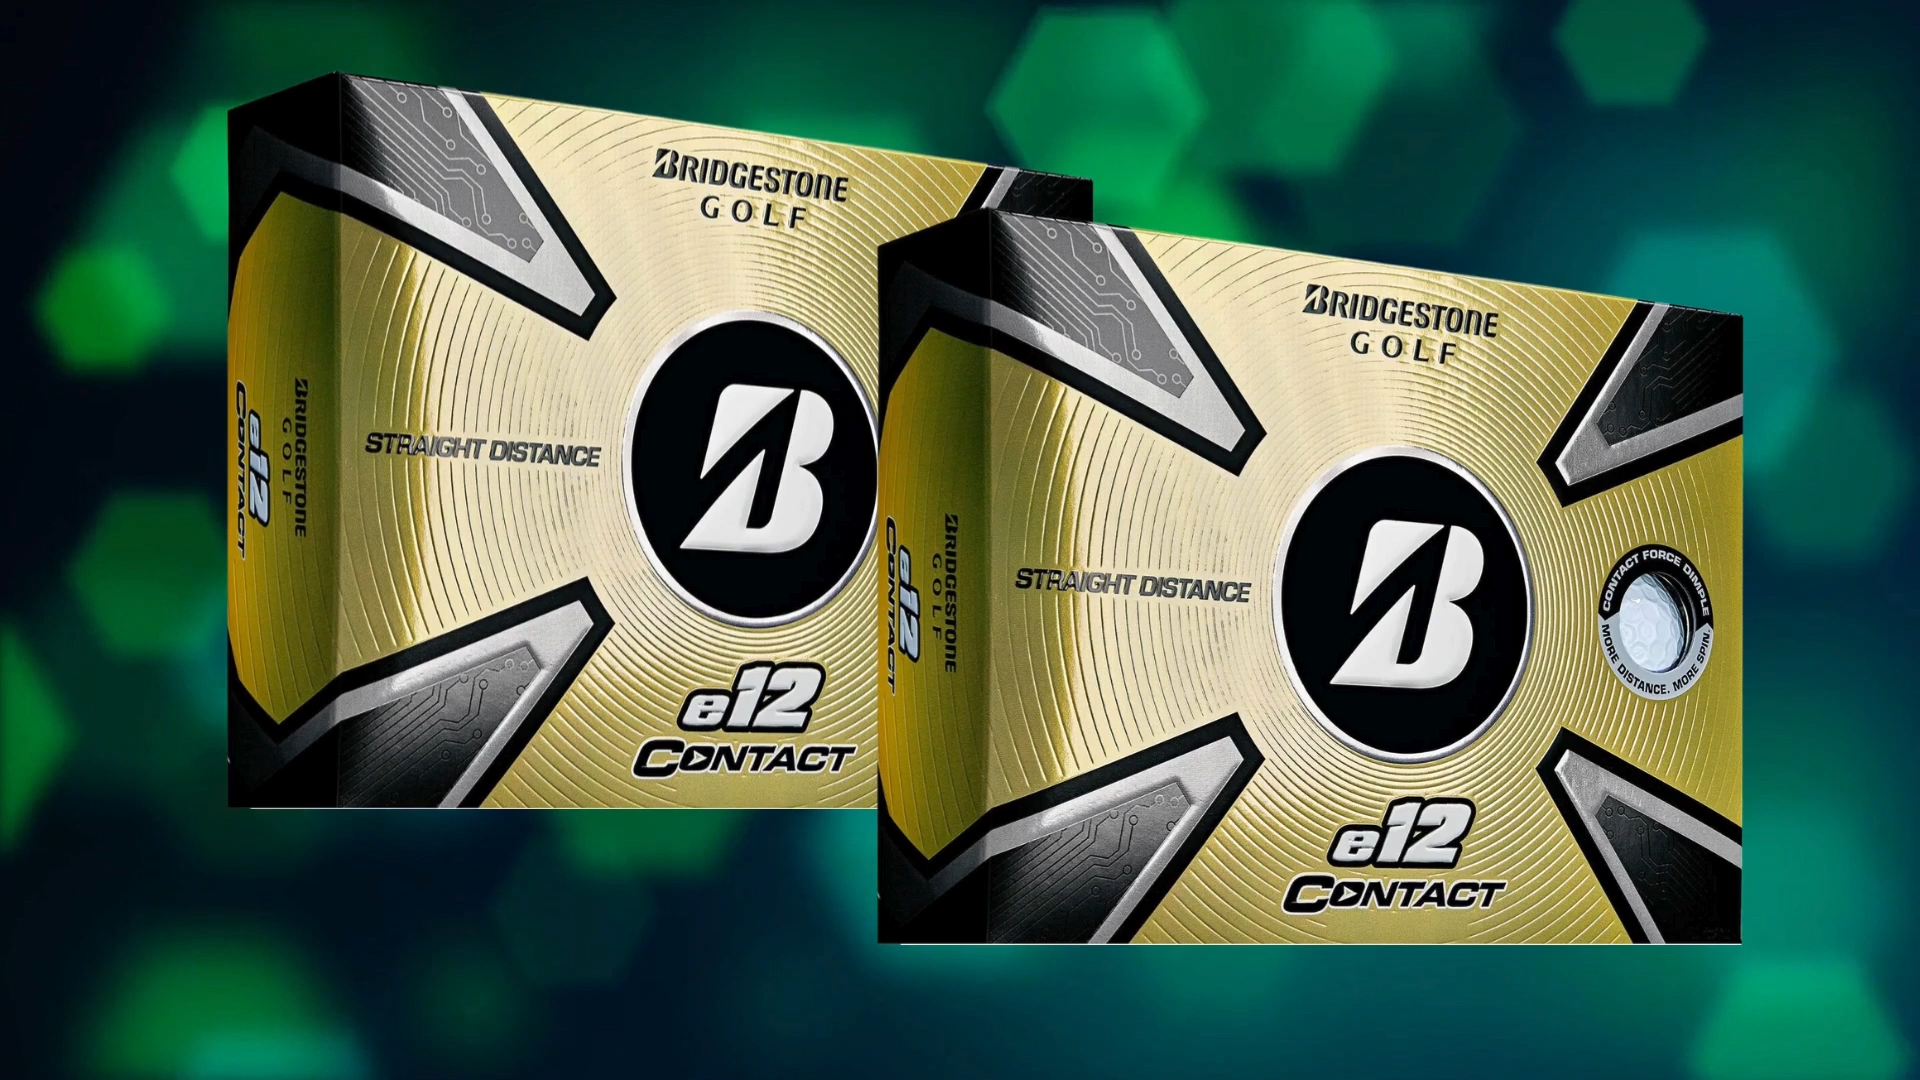 BRIDGESTONE
GOLF
STRAIGHT DISTANCE
B
e12
CONTACT
BRIDGESTONE
GOLF
e12
CONTACT
BRIDGESTONE
GOLF
STRAIGHT DISTANCE
B
CONTACT FORCE DIMPLE
MORE DISTANCE. MORE SPIN.
e12
CONTACT
BRIDGESTONE
GOLF
e12
CONTACT